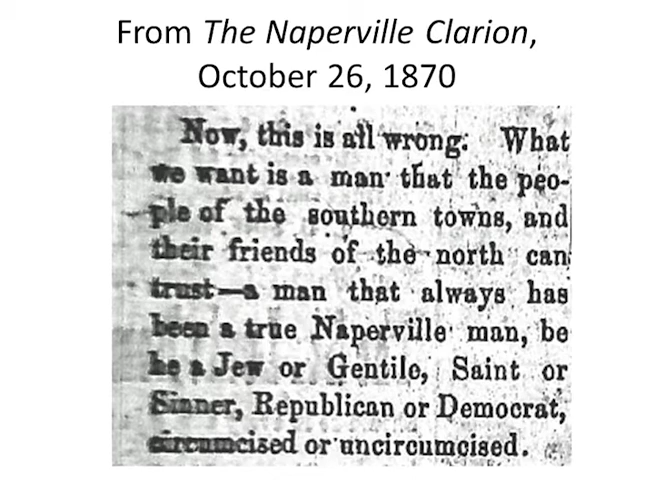 From The Naperville Clarion,
October 26, 1870
Now, this is all wrong. What
we want is a man that the peo-
ple of the southern towns, and
their friends of the north can
trust—a man that always has
been a true Naperville man, be
he a Jew or Gentile, Saint or
Sinner, Republican or Democrat,
circumcised or uncircumcised.